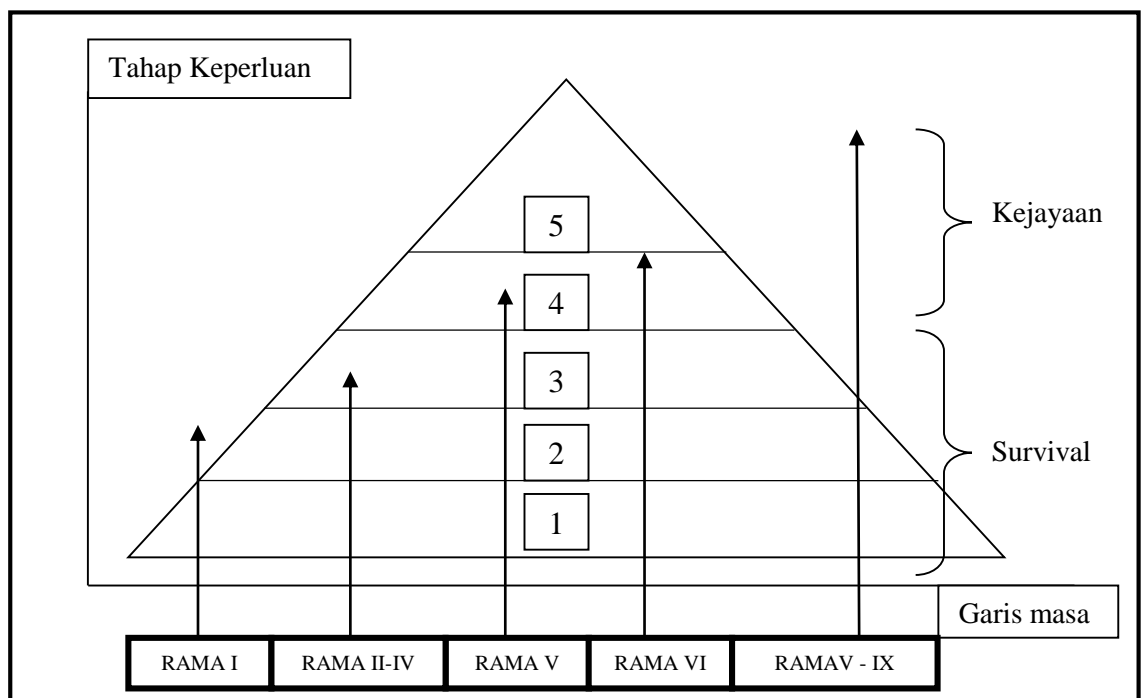 Tahap Keperluan
5
Kejayaan
4
3
2
Survival
1
Garis masa
RAMA I
RAMA II-IV
RAMA V
RAMA VI
RAMAV - IX